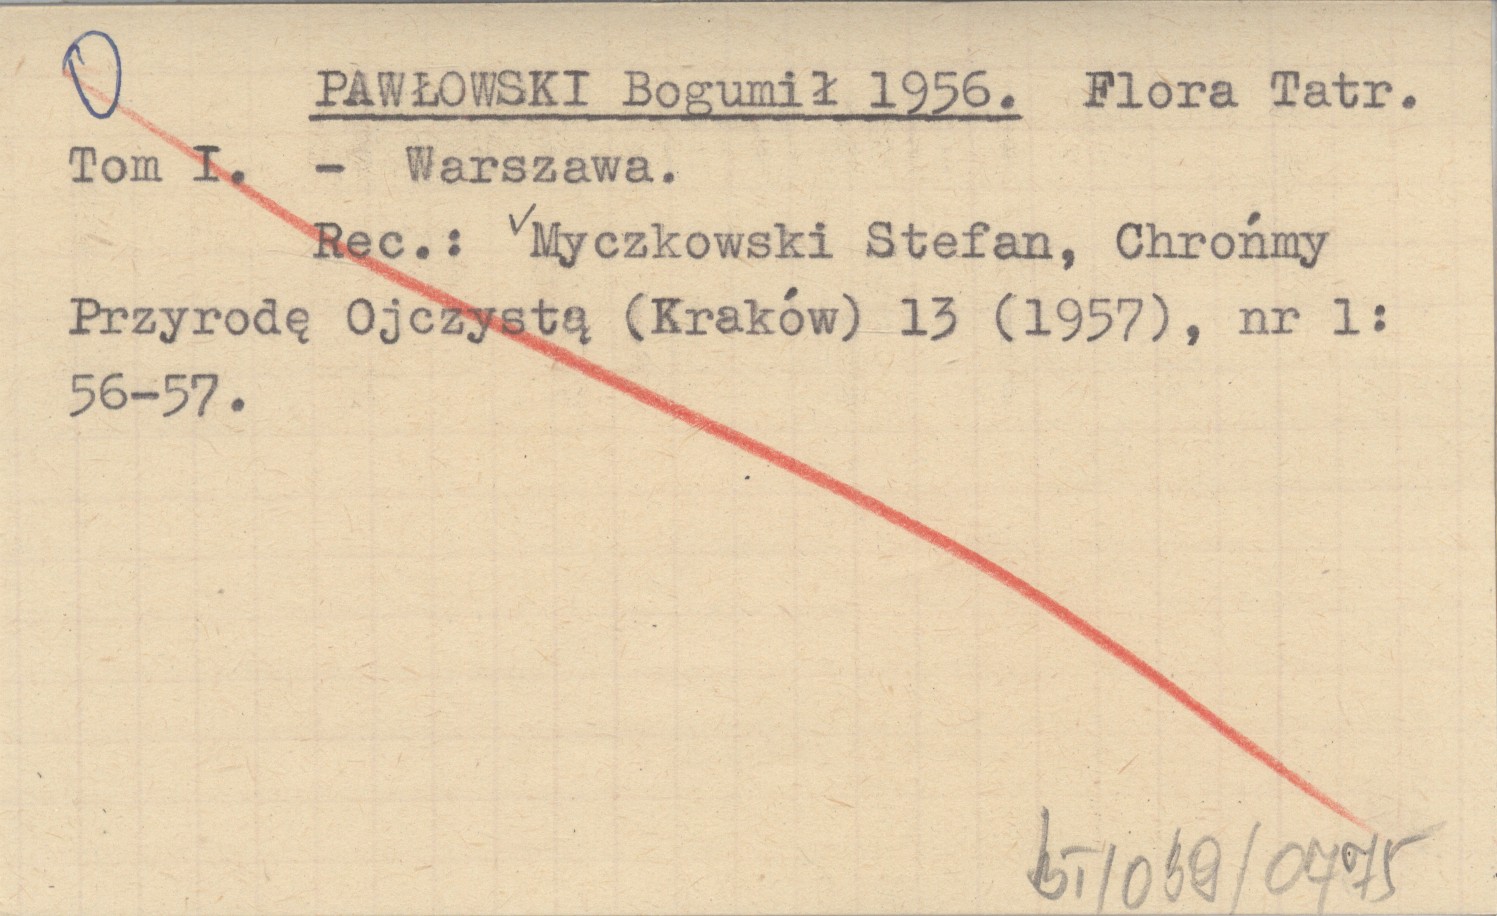 PAWŁOWSKI Bogumił 1956. Flora Tatr.
Tom I. - Warszawa.
Rec.: ✓Myczkowski Stefan, Chrońmy
Przyrodę Ojczystą (Kraków) 13 (1957), nr 1:
56-57.